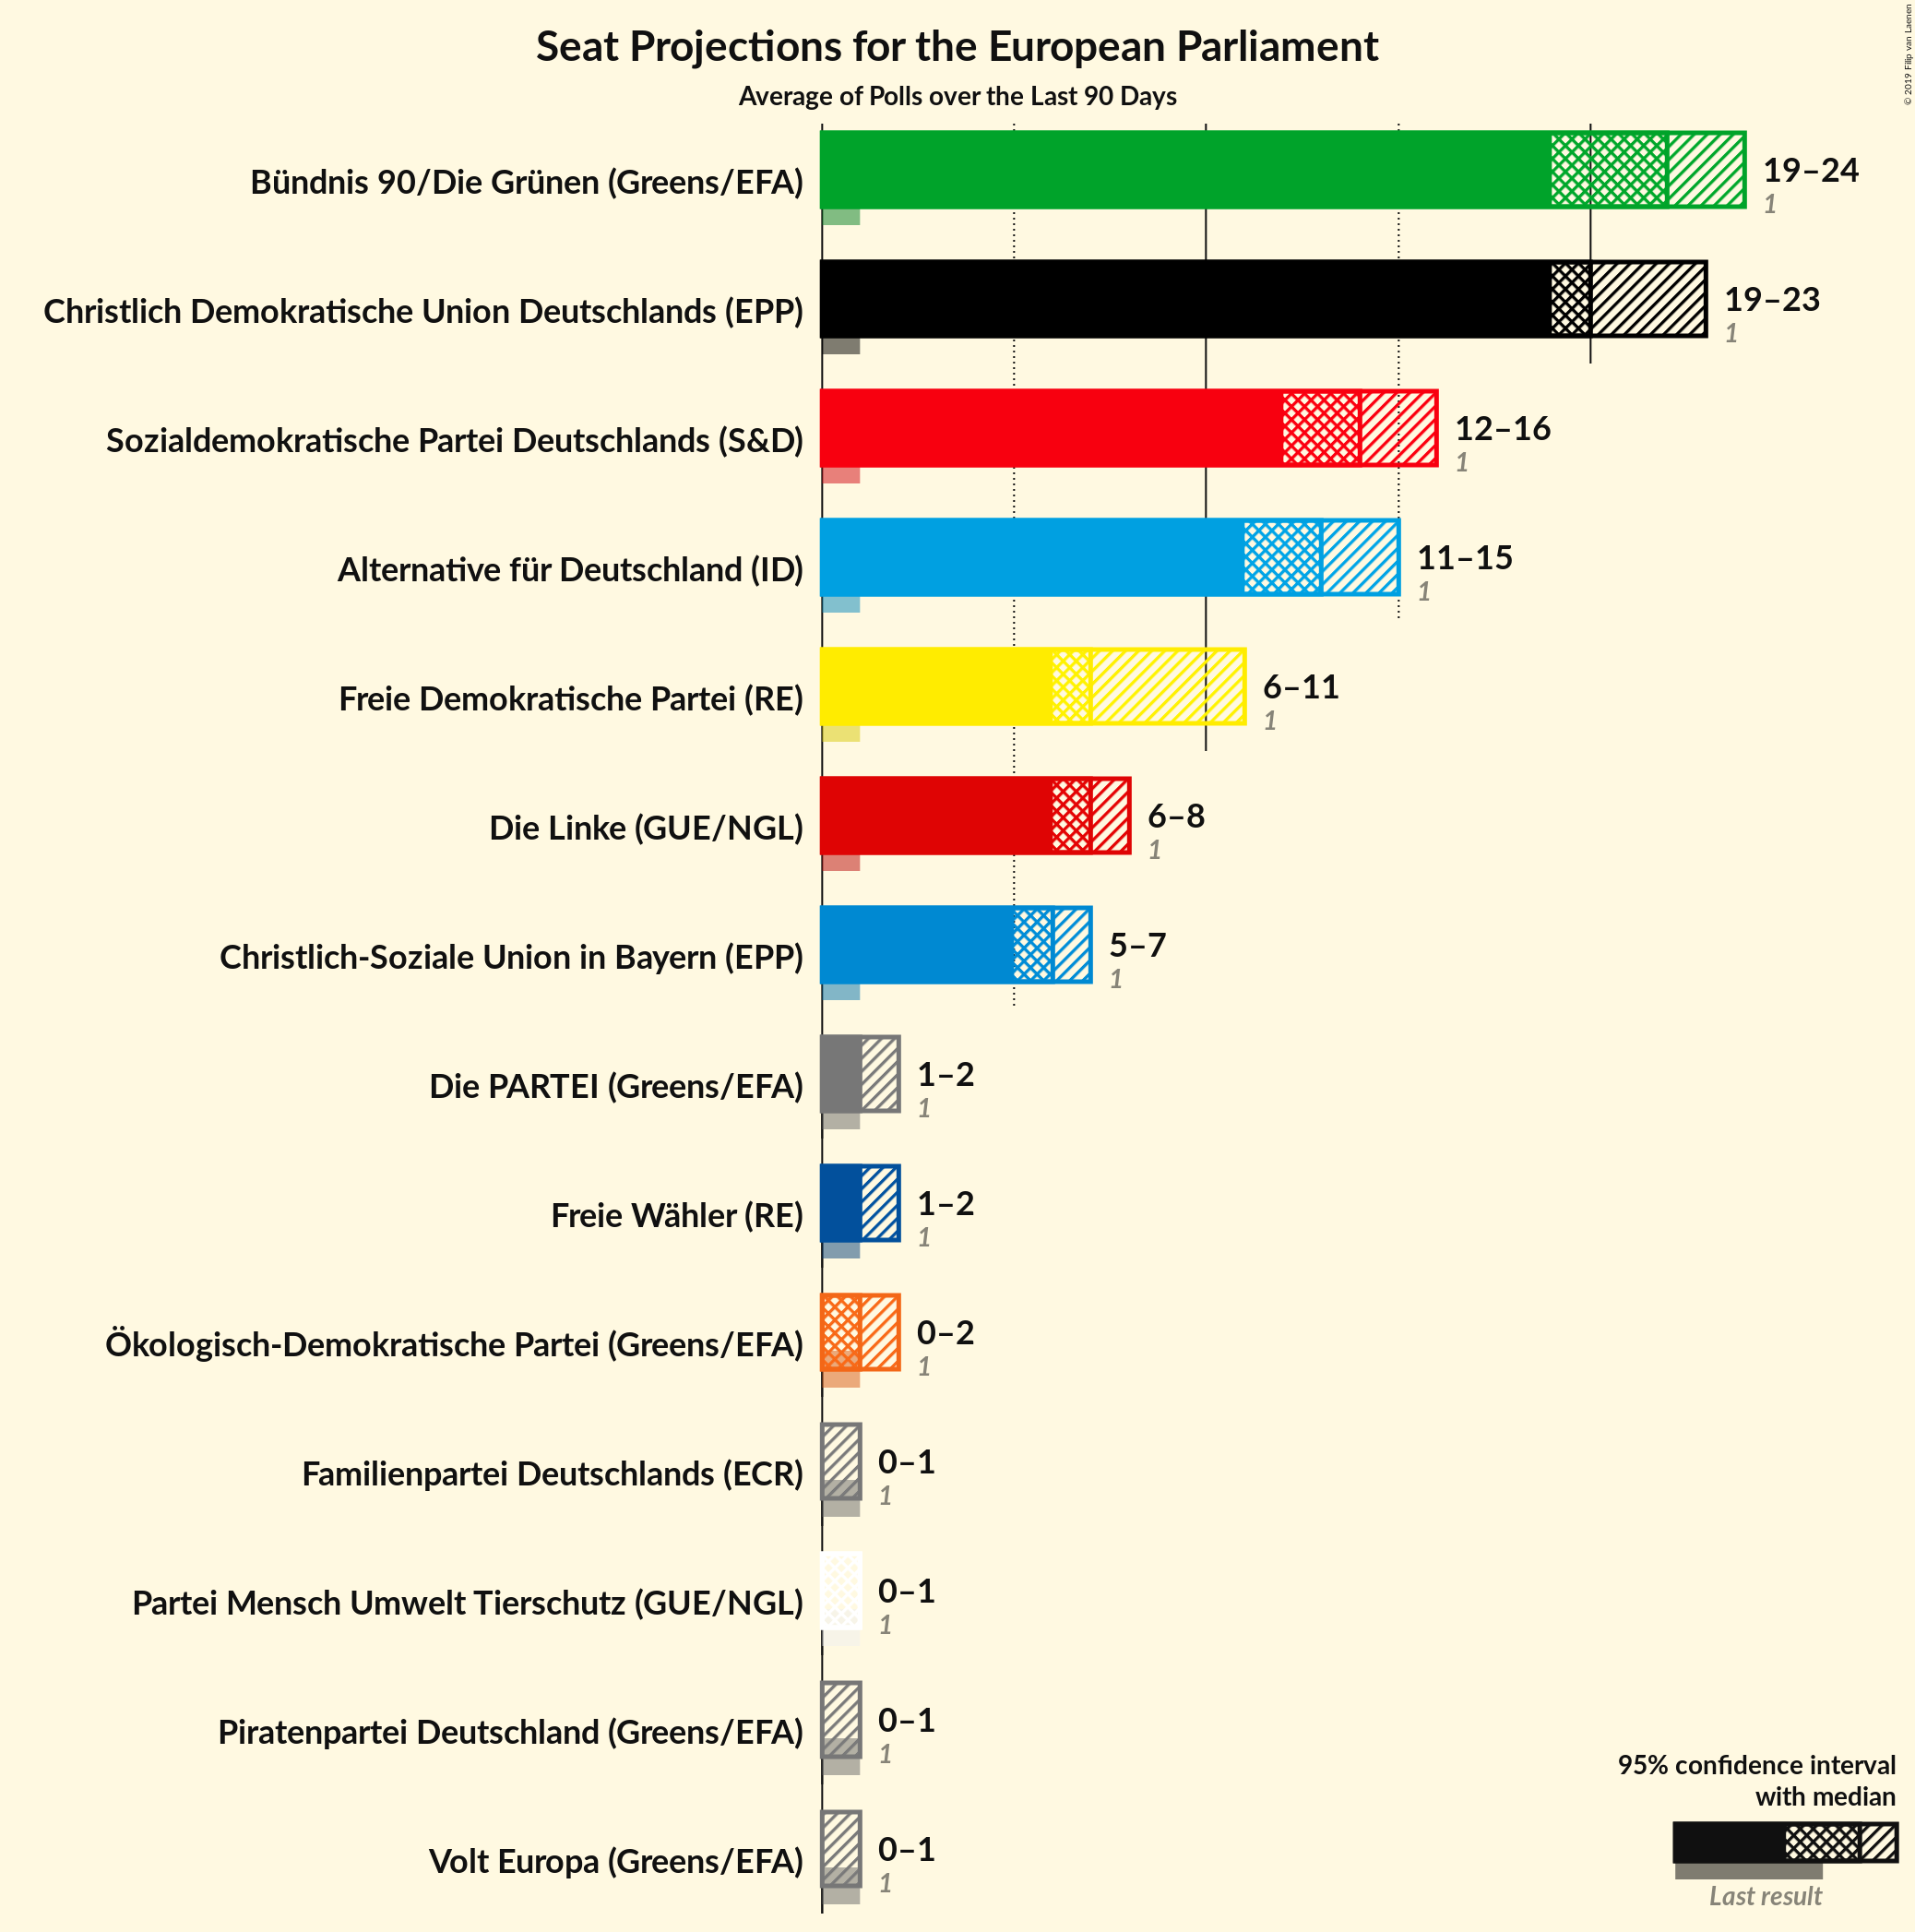 Seat Projections for the European Parliament
Average of Polls over the Last 90 Days
© 2019 Filip van Laenen
Bündnis 90/Die Grünen (Greens/EFA)
19–24
1
Christlich Demokratische Union Deutschlands (EPP)
19–23
1
Sozialdemokratische Partei Deutschlands (S&D)
12–16
1
Alternative für Deutschland (ID)
11–15
1
Freie Demokratische Partei (RE)
6–11
1
Die Linke (GUE/NGL)
6–8
1
Christlich-Soziale Union in Bayern (EPP)
5–7
1
Die PARTEI (Greens/EFA)
1–2
1
Freie Wähler (RE)
1–2
1
Ökologisch-Demokratische Partei (Greens/EFA)
0–2
1
Familienpartei Deutschlands (ECR)
0–1
1
Partei Mensch Umwelt Tierschutz (GUE/NGL)
0–1
1
Piratenpartei Deutschland (Greens/EFA)
0–1
1
Volt Europa (Greens/EFA)
0–1
1
95% confidence interval
with median
Last result